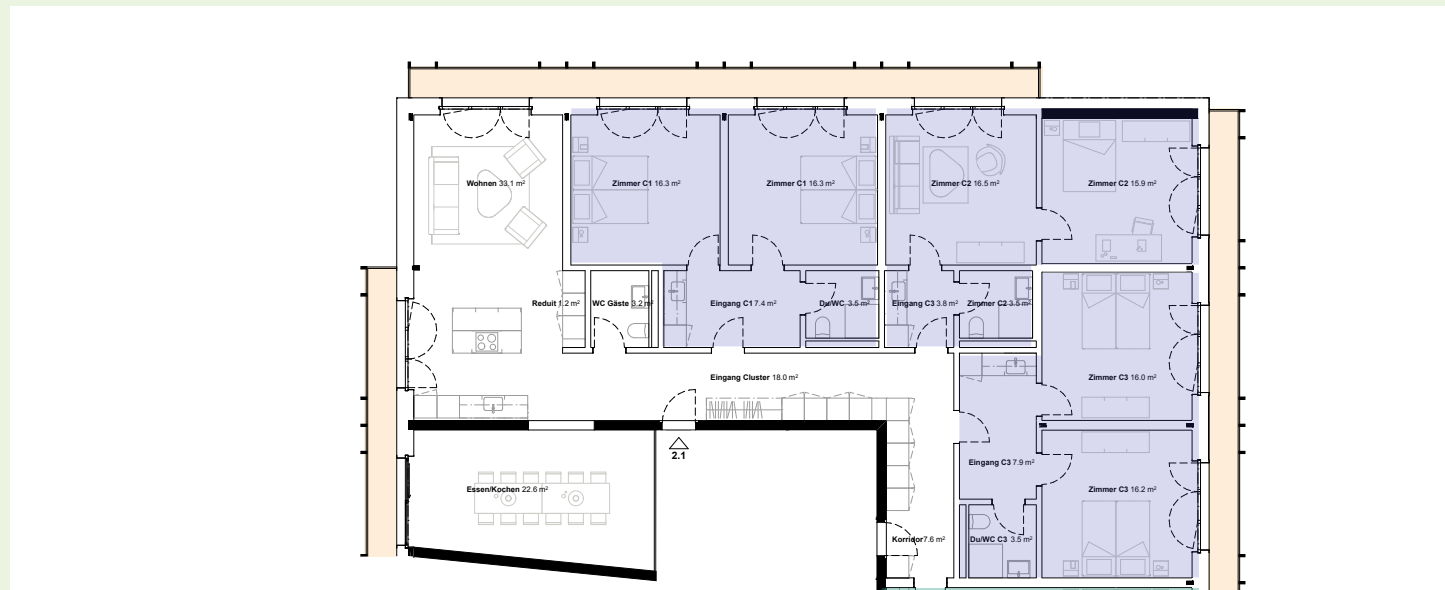 Wohnen 33.1 m²
Zimmer C1 16.3 m²
Zimmer C1 16.3 m²
Zimmer C2 16.5 m²
Zimmer C2 15.9 m²
Reduit 1.2 m²
WC Gäste 3.2 m²
Eingang C1 7.4 m²
Du/WC 3.5 m²
Eingang C3 3.8 m²
Zimmer C2 3.5 m²
Eingang Cluster 18.0 m²
Zimmer C3 16.0 m²
2.1
Eingang C3 7.9 m²
Essen/Kochen 22.6 m²
Zimmer C3 16.2 m²
Korridor 7.6 m²
Du/WC C3 3.5 m²